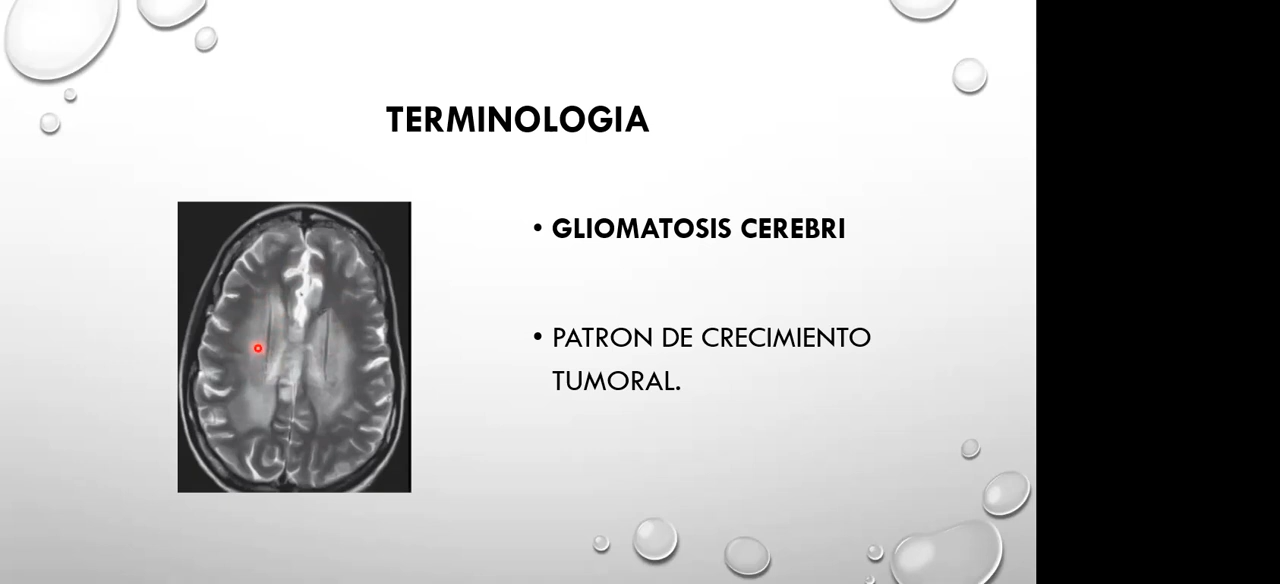 TERMINOLOGIA
• GLIOMATOSIS CEREBRI
• PATRON DE CRECIMIENTO
TUMORAL.